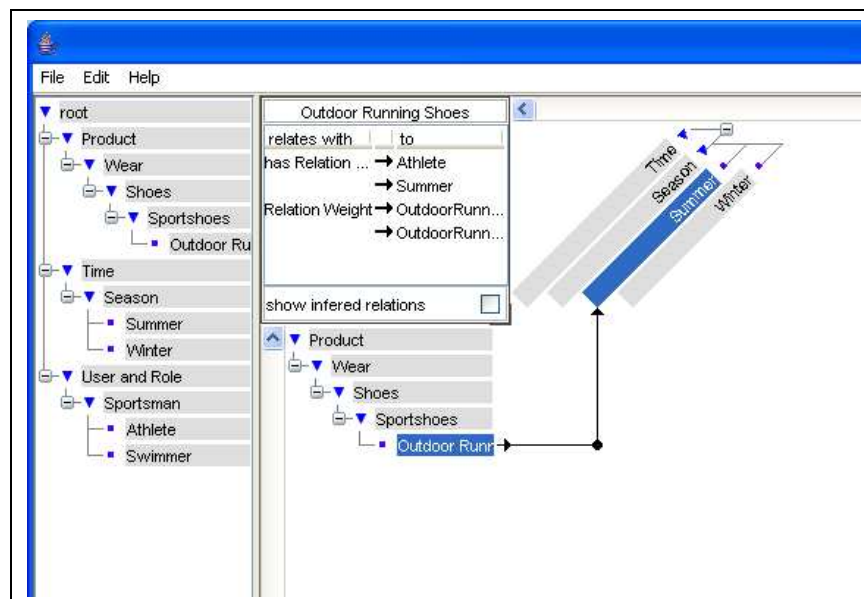 File Edit Help
root
Product
Wear
Shoes
Sportshoes
Outdoor Ru
Time
Season
Summer
Winter
User and Role
Sportsman
Athlete
Swimmer
Outdoor Running Shoes
relates with to
has Relation ... Athlete
Summer
Relation Weight OutdoorRunn...
OutdoorRunn...
show infered relations
Time
Season
Summer
Winter
Product
Wear
Shoes
Sportshoes
Outdoor Runr